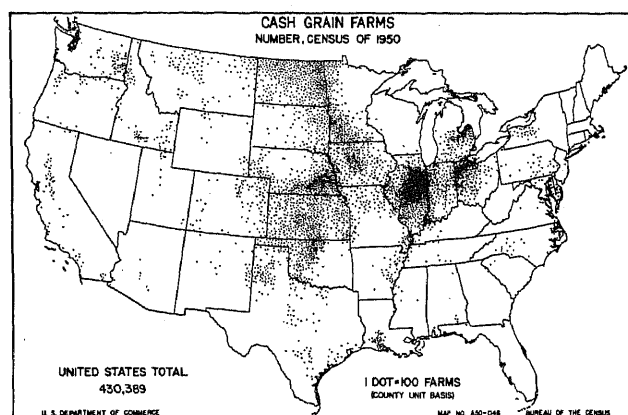 CASH GRAIN FARMS
NUMBER, CENSUS OF 1950
UNITED STATES TOTAL
430,389
1 DOT=100 FARMS
(COUNTY UNIT BASIS)
U. S. DEPARTMENT OF COMMERCE
MAP NO. A50-046
BUREAU OF THE CENSUS